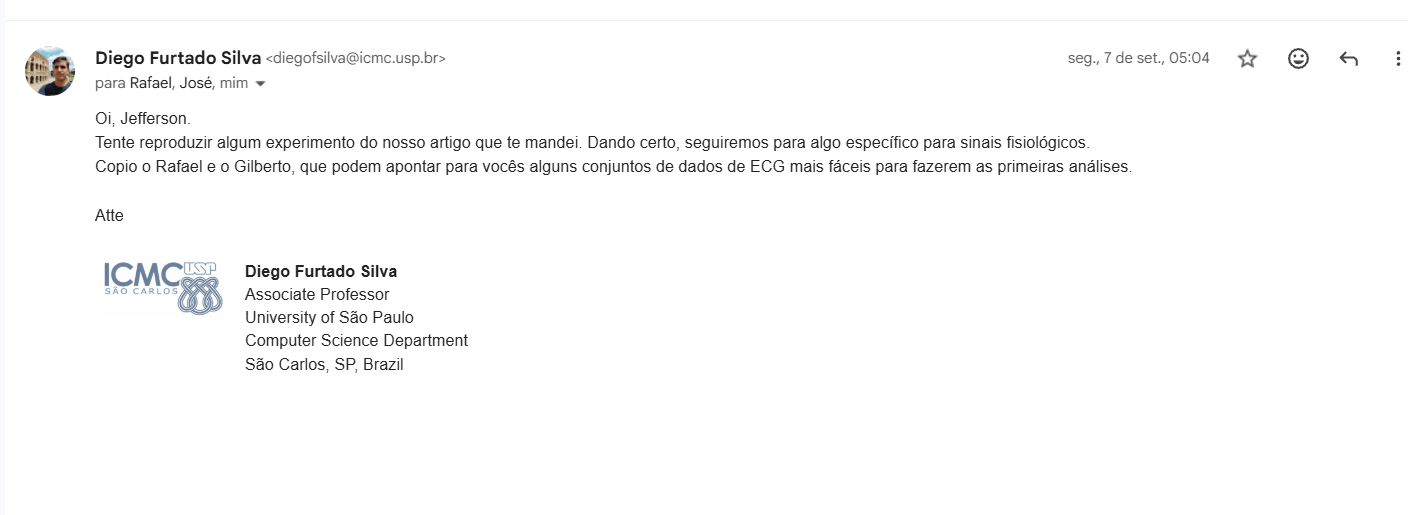 Diego Furtado Silva <diegofsilva@icmc.usp.br>
seg., 7 de set., 05:04
para Rafael, José, mim
Oi, Jefferson.
Tente reproduzir algum experimento do nosso artigo que te mandei. Dando certo, seguiremos para algo específico para sinais fisiológicos.
Copio o Rafael e o Gilberto, que podem apontar para vocês alguns conjuntos de dados de ECG mais fáceis para fazerem as primeiras análises.
Atte
ICMC USP
SÃO CARLOS
Diego Furtado Silva
Associate Professor
University of São Paulo
Computer Science Department
São Carlos, SP, Brazil